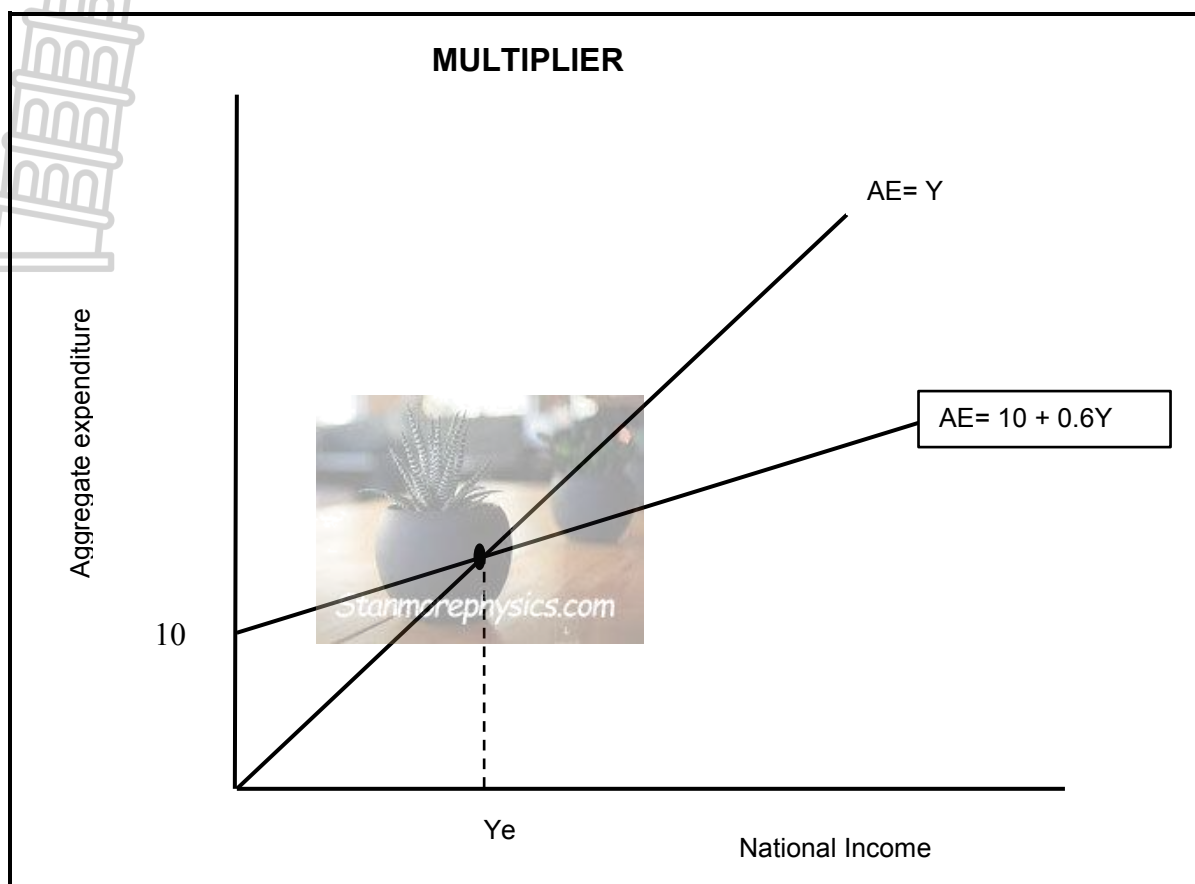 MULTIPLIER
AE= Y
Aggregate expenditure
AE= 10 + 0.6Y
Stanmorephysics.com
10
Ye
National Income